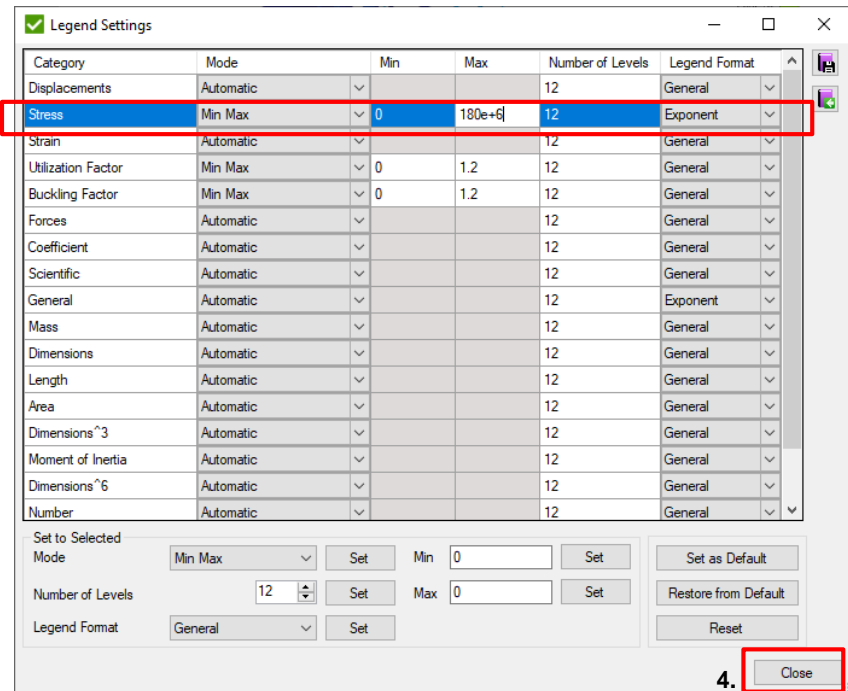 Legend Settings
Category Mode Min Max Number of Levels Legend Format
Displacements Automatic 12 General
Stress Min Max 0 180e+6 12 Exponent
Strain Automatic 12 General
Utilization Factor Min Max 0 1.2 12 General
Buckling Factor Min Max 0 1.2 12 General
Forces Automatic 12 General
Coefficient Automatic 12 General
Scientific Automatic 12 General
General Automatic 12 Exponent
Mass Automatic 12 General
Dimensions Automatic 12 General
Length Automatic 12 General
Area Automatic 12 General
Dimensions^3 Automatic 12 General
Moment of Inertia Automatic 12 General
Dimensions^6 Automatic 12 General
Number Automatic 12 General
Set to Selected
Mode Min Max Set Min 0 Set Set as Default
Number of Levels 12 Set Max 0 Set Restore from Default
Legend Format General Set Reset
4. Close